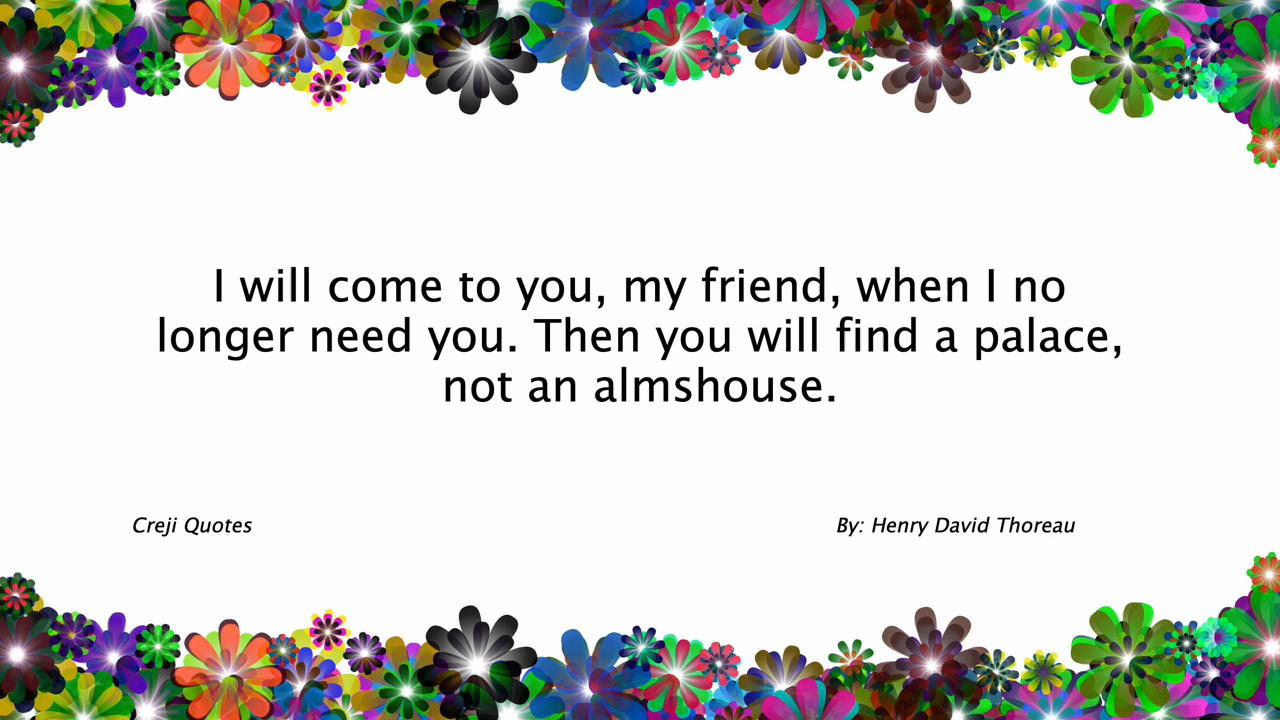 I will come to you, my friend, when I no
longer need you. Then you will find a palace,
not an almshouse.
Creji Quotes
By: Henry David Thoreau